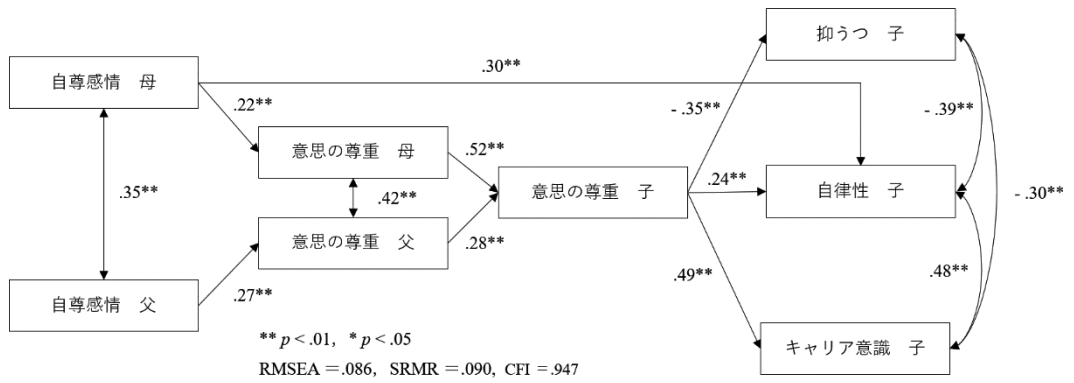 抑うつ 子
自尊感情 母
.30**
.22**
- .35**
- .39**
意思の尊重 母
.52**
.35**
.42**
意思の尊重 子
.24**
自律性 子
- .30**
意思の尊重 父
.28**
自尊感情 父
.27**
.49**
.48**
** p < .01, * p < .05
キャリア意識 子
RMSEA =.086, SRMR =.090, CFI =.947